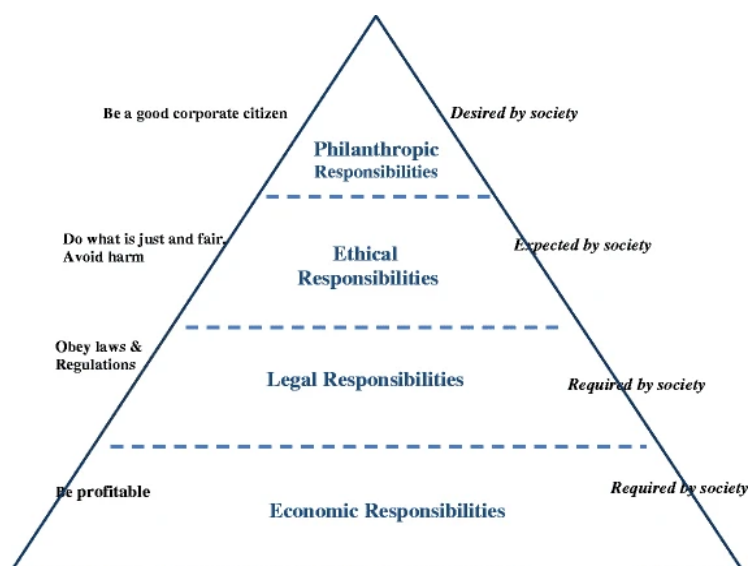 Be a good corporate citizen
Desired by society
Philanthropic
Responsibilities
Do what is just and fair,
Avoid harm
Ethical
Responsibilities
Expected by society
Obey laws &
Regulations
Legal Responsibilities
Required by society
Be profitable
Economic Responsibilities
Required by society